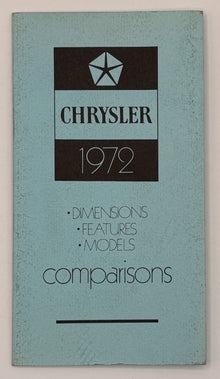 CHRYSLER
1972
• DIMENSIONS
• FEATURES
• MODELS
comparisons